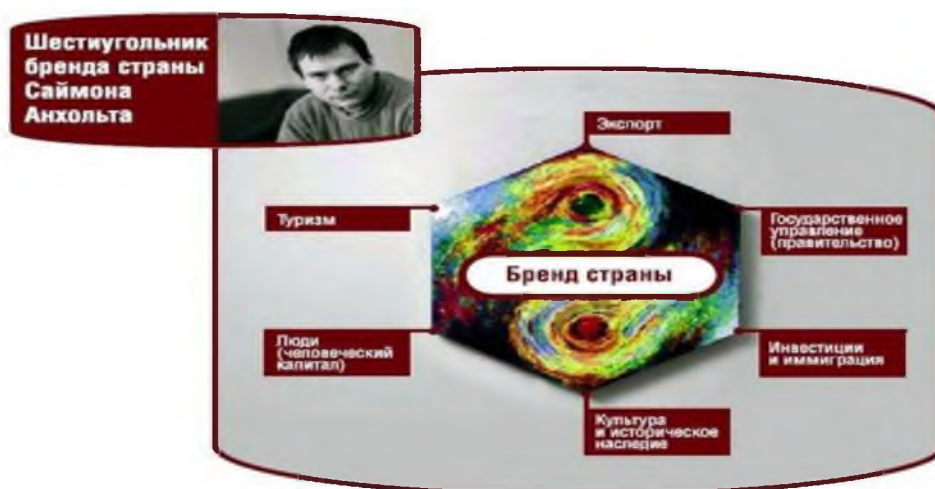 Шестиугольник
бренда страны
Саймона
Анхольта
Экспорт
Туризм
Государственное
управление
(правительство)
Бренд страны
Люди
(человеческий
капитал)
Инвестиции
и иммиграция
Культура
и историческое
наследие